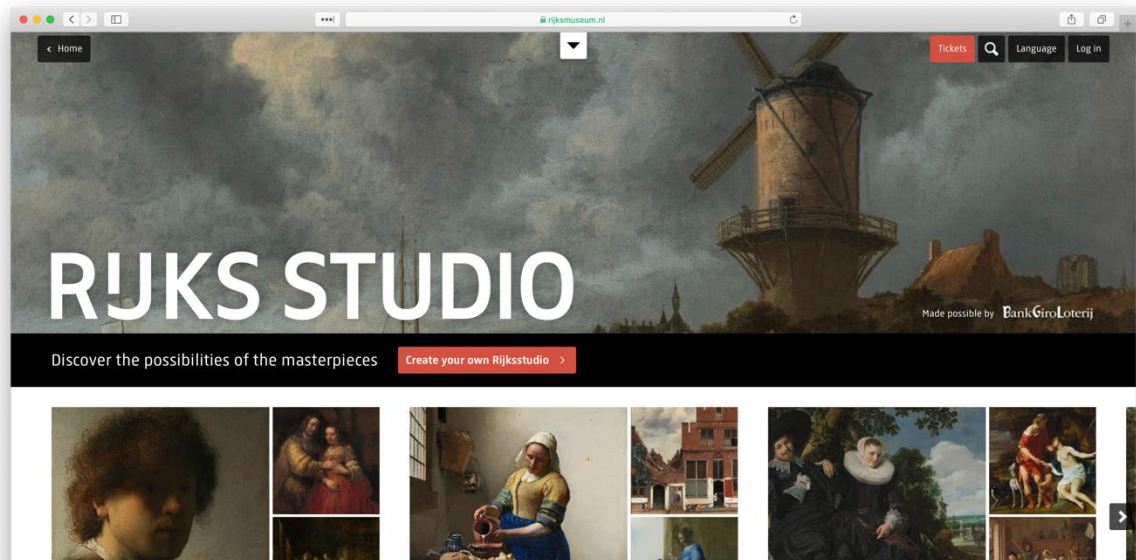 rijksmuseum.nl
Home
Tickets
Language
Log in
RIJKS STUDIO
Made possible by BankGiroLoterij
Discover the possibilities of the masterpieces
Create your own Rijksstudio